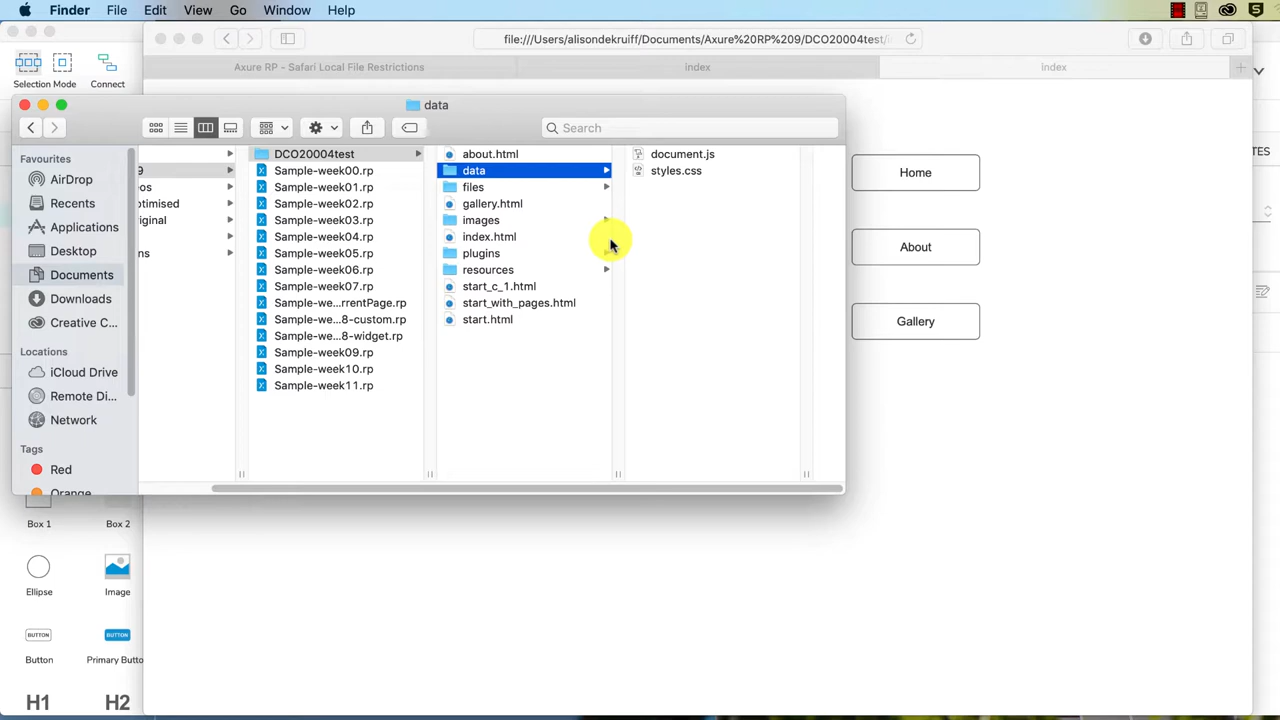 Finder File Edit View Go Window Help
file:///Users/alisondekruiff/Documents/Axure%20RP%209/DCO20004test/
Selection Mode Connect
Axure RP - Safari Local File Restrictions index index
data
Search
Favourites
AirDrop
Recents
Applications
Desktop
Documents
Downloads
Creative C...
Locations
iCloud Drive
Remote Di...
Network
Tags
Red
Orange
9
os
otimised
iginal
ns
DCO20004test
Sample-week00.rp
Sample-week01.rp
Sample-week02.rp
Sample-week03.rp
Sample-week04.rp
Sample-week05.rp
Sample-week06.rp
Sample-week07.rp
Sample-we...rrentPage.rp
Sample-we...8-custom.rp
Sample-we...8-widget.rp
Sample-week09.rp
Sample-week10.rp
Sample-week11.rp
about.html
data
files
gallery.html
images
index.html
plugins
resources
start_c_1.html
start_with_pages.html
start.html
document.js
styles.css
Home
About
Gallery
TES
Box 1 Box 2
Ellipse Image
BUTTON BUTTON
Button Primary Butto
H1 H2